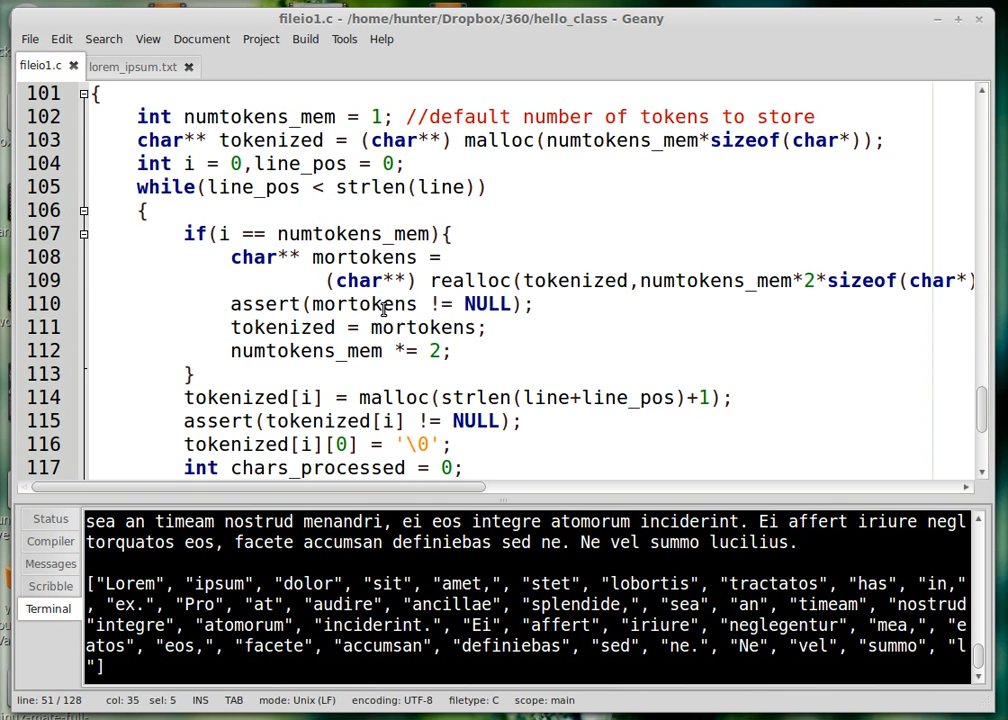 fileio1.c - /home/hunter/Dropbox/360/hello_class - Geany
File Edit Search View Document Project Build Tools Help
fileio1.c lorem_ipsum.txt
101 {
102 int numtokens_mem = 1; //default number of tokens to store
103 char** tokenized = (char**) malloc(numtokens_mem*sizeof(char*));
104 int i = 0,line_pos = 0;
105 while(line_pos < strlen(line))
106 {
107 if(i == numtokens_mem){
108 char** mortokens =
109 (char**) realloc(tokenized,numtokens_mem*2*sizeof(char*)
110 assert(mortokens != NULL);
111 tokenized = mortokens;
112 numtokens_mem *= 2;
113 }
114 tokenized[i] = malloc(strlen(line+line_pos)+1);
115 assert(tokenized[i] != NULL);
116 tokenized[i][0] = '\0';
117 int chars_processed = 0;
Status
Compiler
Messages
Scribble
Terminal
sea an timeam nostrud menandri, ei eos integre atomorum inciderint. Ei affert iriure negl
torquatos eos, facete accumsan definiebas sed ne. Ne vel summo lucilius.
["Lorem", "ipsum", "dolor", "sit", "amet,", "stet", "lobortis", "tractatos", "has", "in,"
, "ex.", "Pro", "at", "audire", "ancillae", "splendide,", "sea", "an", "timeam", "nostrud
"integre", "atomorum", "inciderint.", "Ei", "affert", "iriure", "neglegentur", "mea,", "e
atos", "eos,", "facete", "accumsan", "definiebas", "sed", "ne.", "Ne", "vel", "summo", "l
"]
line: 51 / 128 col: 35 sel: 5 INS TAB mode: Unix (LF) encoding: UTF-8 filetype: C scope: main